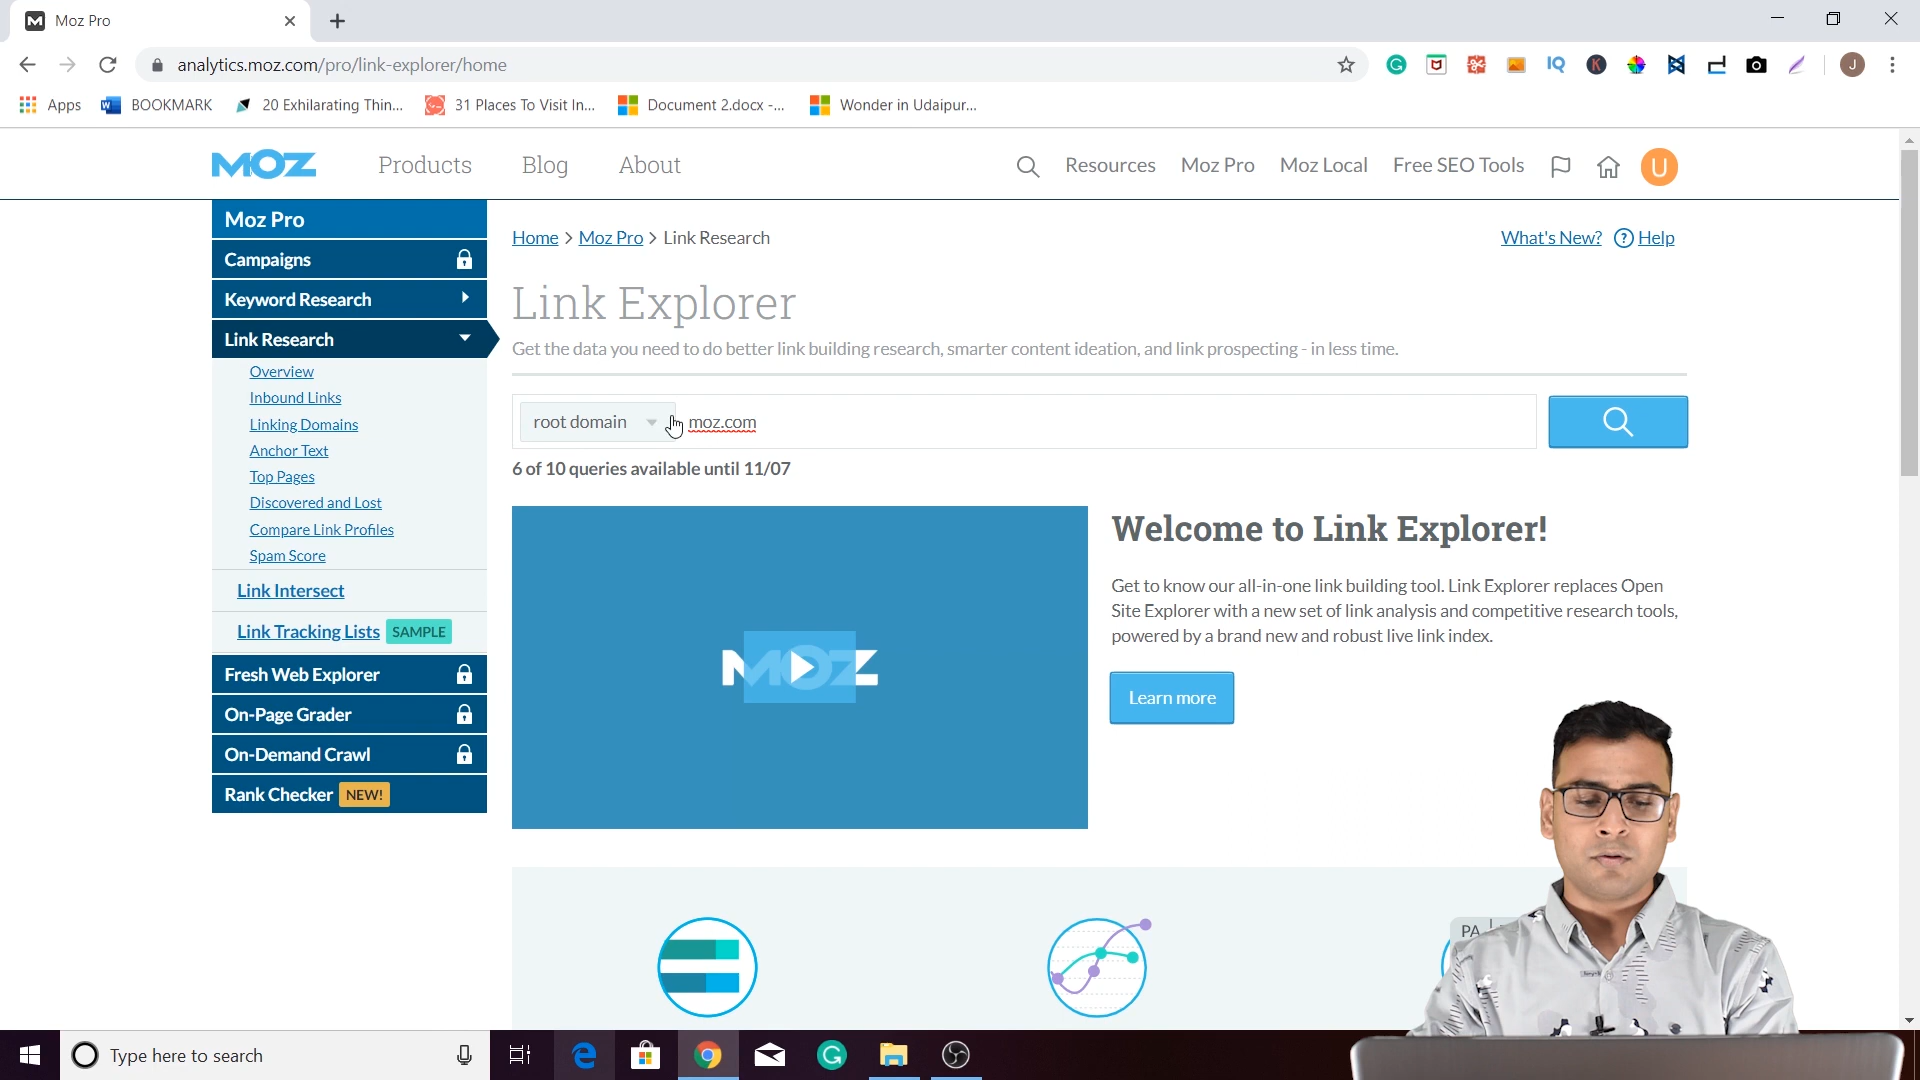 Moz Pro
analytics.moz.com/pro/link-explorer/home
IQ
K
J
Apps
BOOKMARK
20 Exhilarating Thin...
31 Places To Visit In...
Document 2.docx -...
Wonder in Udaipur...
MOZ
Products
Blog
About
Resources
Moz Pro
Moz Local
Free SEO Tools
U
Moz Pro
Campaigns
Keyword Research
Link Research
Overview
Inbound Links
Linking Domains
Anchor Text
Top Pages
Discovered and Lost
Compare Link Profiles
Spam Score
Link Intersect
Link Tracking Lists SAMPLE
Fresh Web Explorer
On-Page Grader
On-Demand Crawl
Rank Checker NEW!
Home > Moz Pro > Link Research
What's New? ? Help
Link Explorer
Get the data you need to do better link building research, smarter content ideation, and link prospecting - in less time.
root domain
moz.com
6 of 10 queries available until 11/07
MOZ
Welcome to Link Explorer!
Get to know our all-in-one link building tool. Link Explorer replaces Open
Site Explorer with a new set of link analysis and competitive research tools,
powered by a brand new and robust live link index.
Learn more
PA
Type here to search